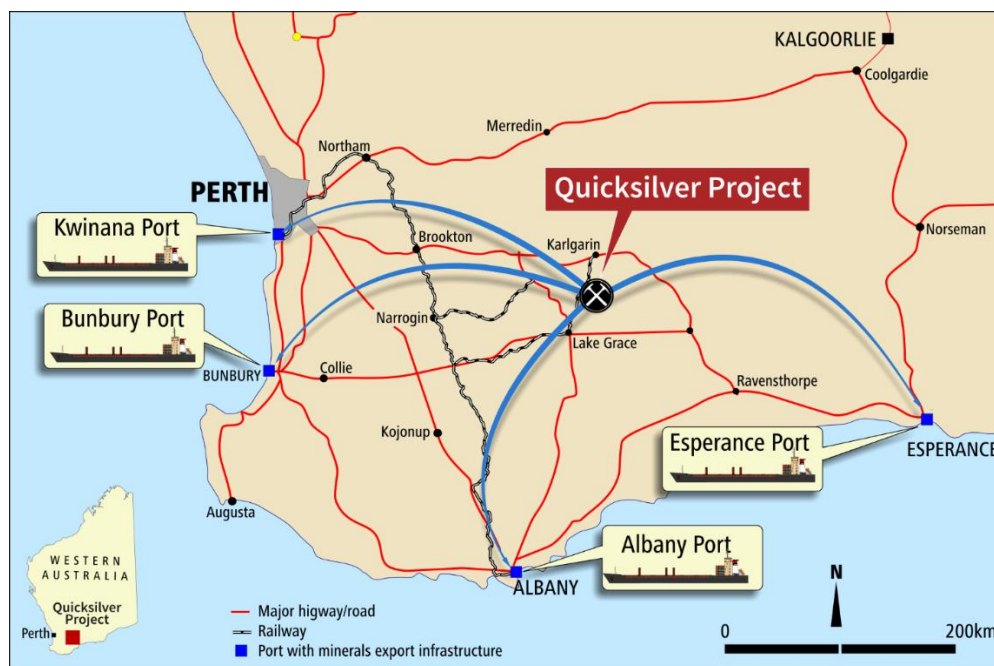 KALGOORLIE
Coolgardie
Merredin
Northam
PERTH
Quicksilver Project
Kwinana Port
Brookton
Karlgarin
Norseman
Bunbury Port
Narrogin
Lake Grace
BUNBURY
Collie
Ravensthorpe
Kojonup
Esperance Port
ESPERANCE
Augusta
Albany Port
ALBANY
WESTERN
AUSTRALIA
Quicksilver
Project
Perth
Major higway/road
Railway
Port with minerals export infrastructure
N
0
200km